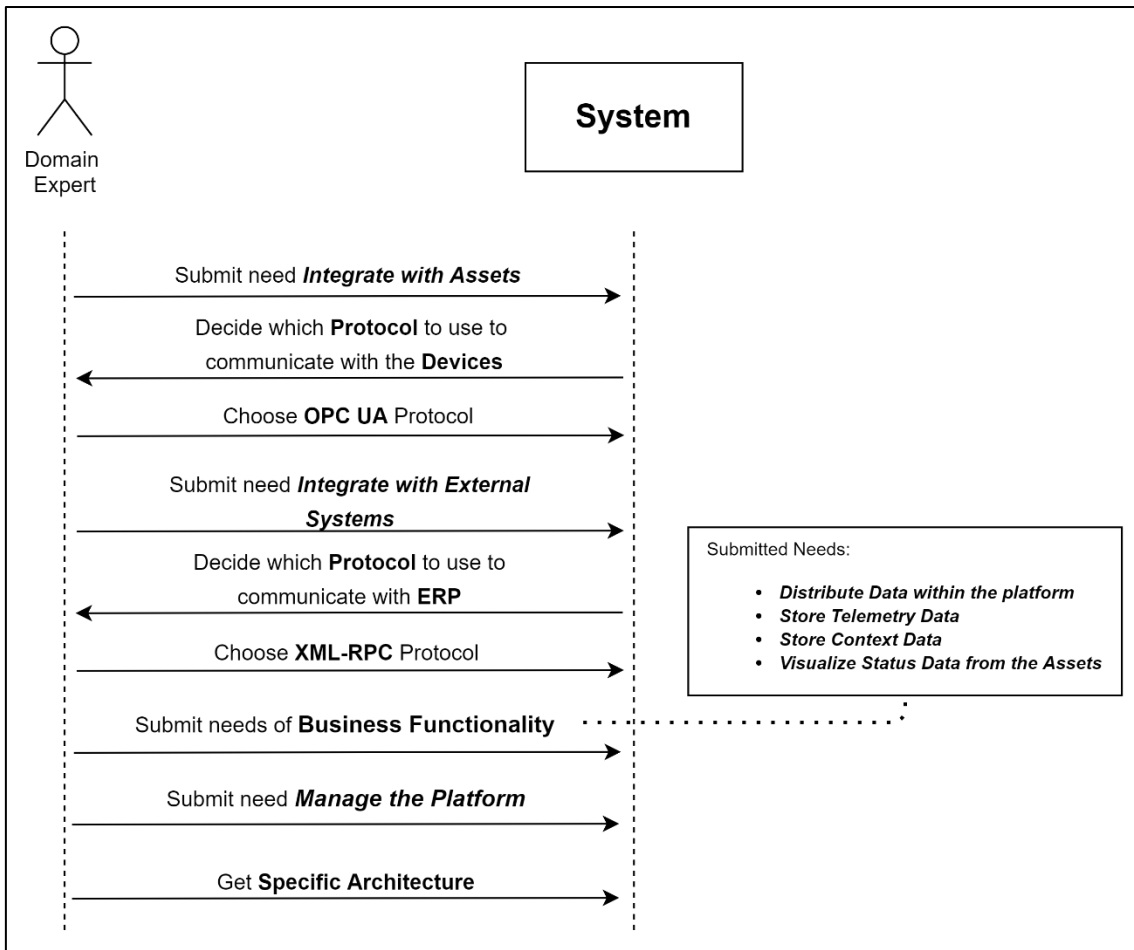 System
Domain
Expert
Submit need Integrate with Assets
Decide which Protocol to use to
communicate with the Devices
Choose OPC UA Protocol
Submit need Integrate with External
Systems
Decide which Protocol to use to
communicate with ERP
Choose XML-RPC Protocol
Submitted Needs:
• Distribute Data within the platform
• Store Telemetry Data
• Store Context Data
• Visualize Status Data from the Assets
Submit needs of Business Functionality
Submit need Manage the Platform
Get Specific Architecture